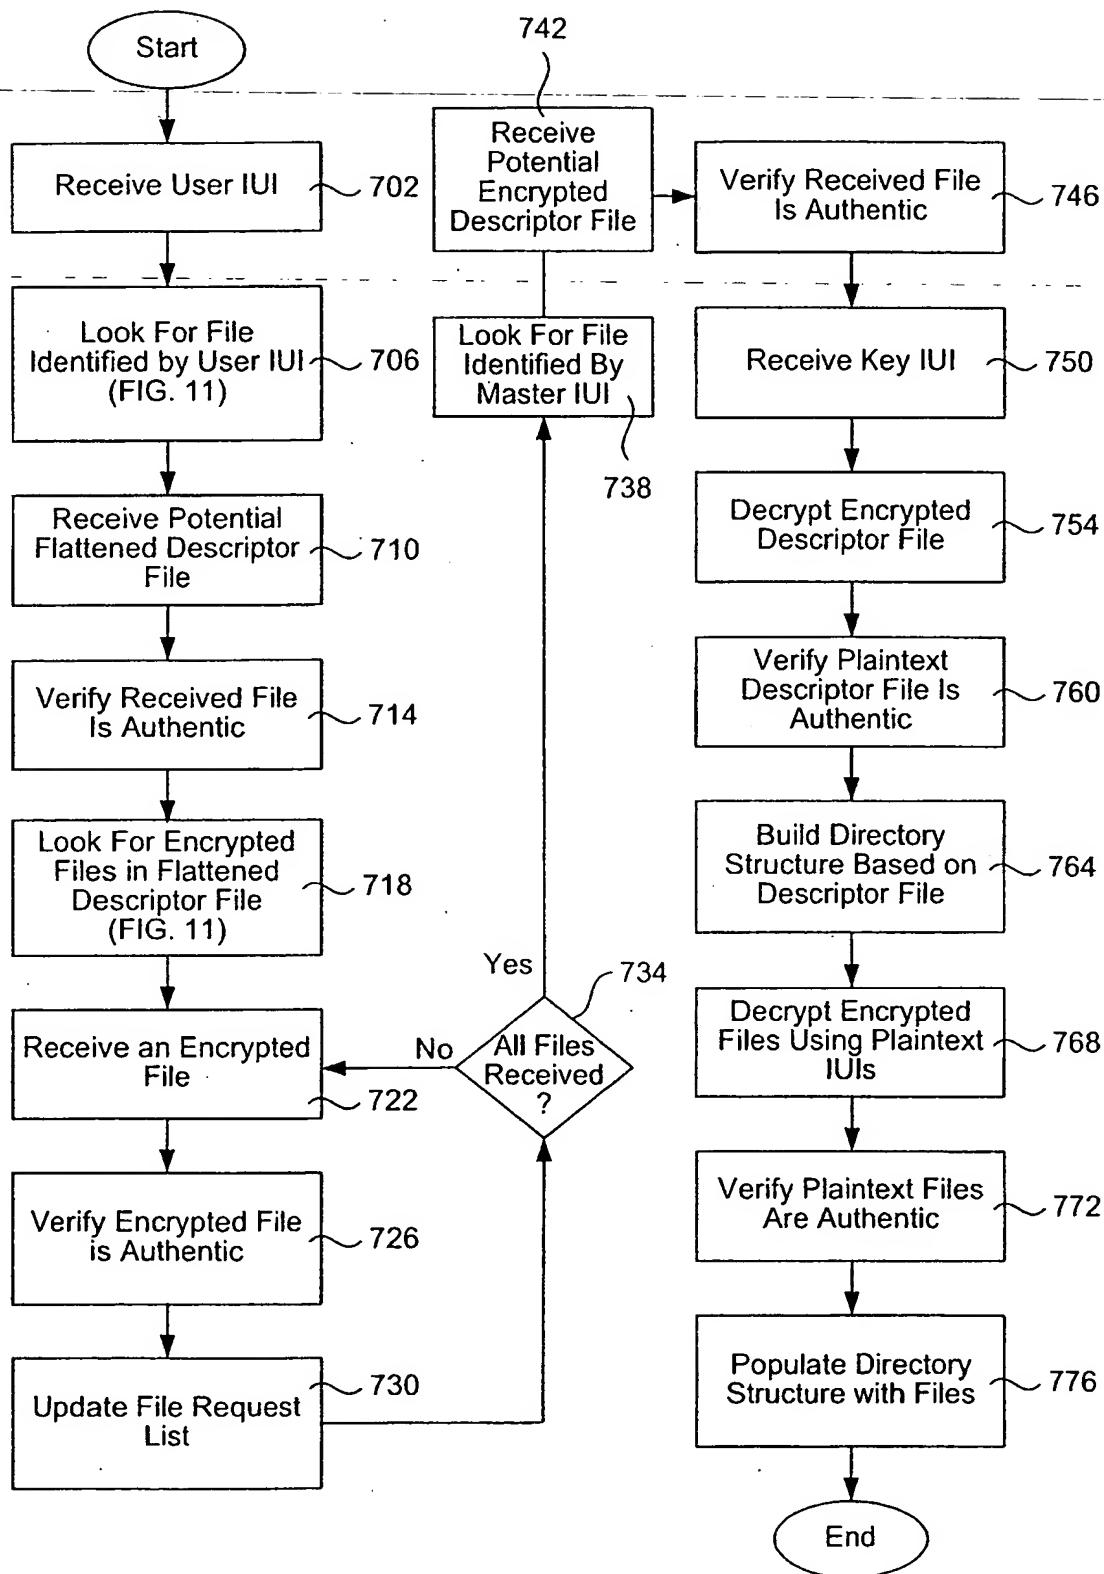 Start
Receive User IUI
702
Look For File
Identified by User IUI
(FIG. 11)
706
Receive Potential
Flattened Descriptor
File
710
Verify Received File
Is Authentic
714
Look For Encrypted
Files in Flattened
Descriptor File
(FIG. 11)
718
Receive an Encrypted
File
722
Verify Encrypted File
is Authentic
726
Update File Request
List
730
All Files
Received
?
734
No
Yes
Look For File
Identified By
Master IUI
738
742
Receive
Potential
Encrypted
Descriptor File
Verify Received File
Is Authentic
746
Receive Key IUI
750
Decrypt Encrypted
Descriptor File
754
Verify Plaintext
Descriptor File Is
Authentic
760
Build Directory
Structure Based on
Descriptor File
764
Decrypt Encrypted
Files Using Plaintext
IUIs
768
Verify Plaintext Files
Are Authentic
772
Populate Directory
Structure with Files
776
End